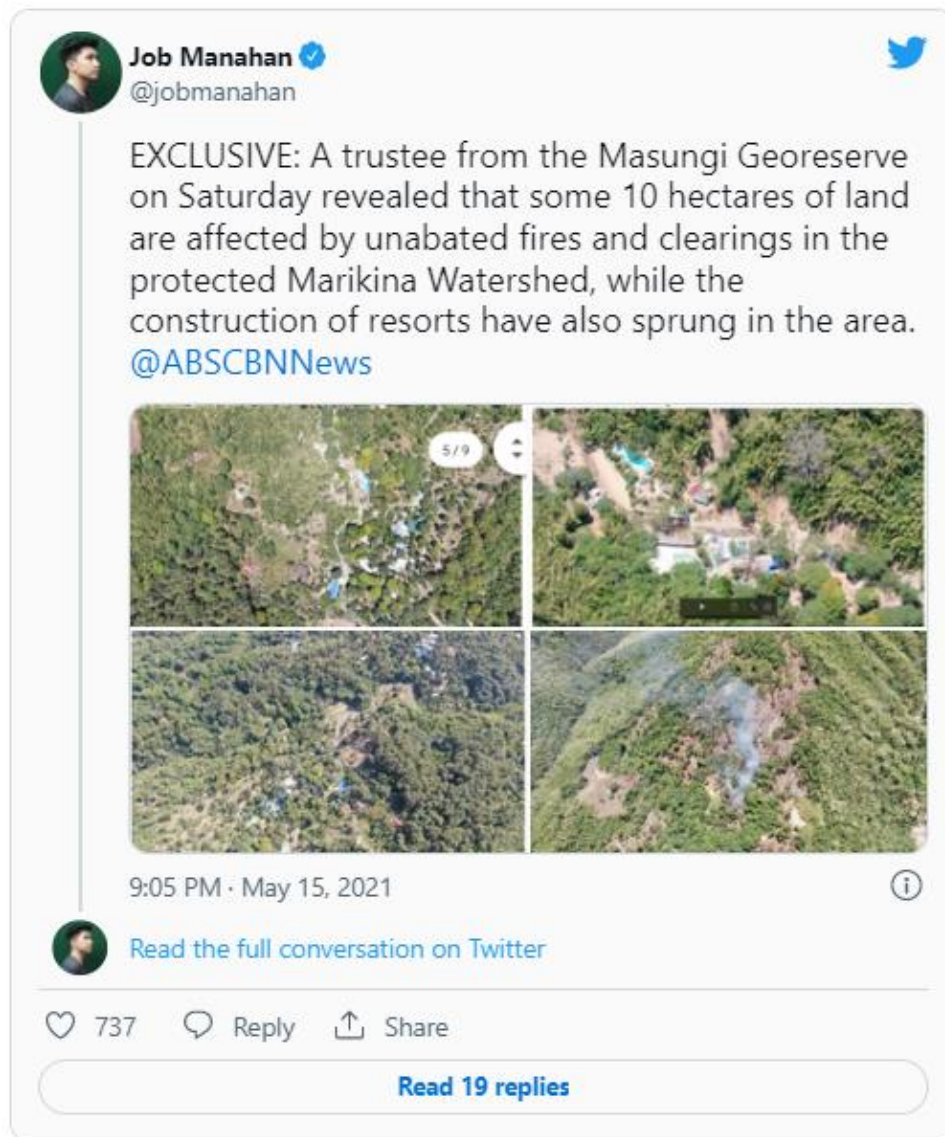 Job Manahan
@jobmanahan
EXCLUSIVE: A trustee from the Masungi Georeserve
on Saturday revealed that some 10 hectares of land
are affected by unabated fires and clearings in the
protected Marikina Watershed, while the
construction of resorts have also sprung in the area.
@ABSCBNNews
5/9
9:05 PM · May 15, 2021
Read the full conversation on Twitter
737 Reply Share
Read 19 replies